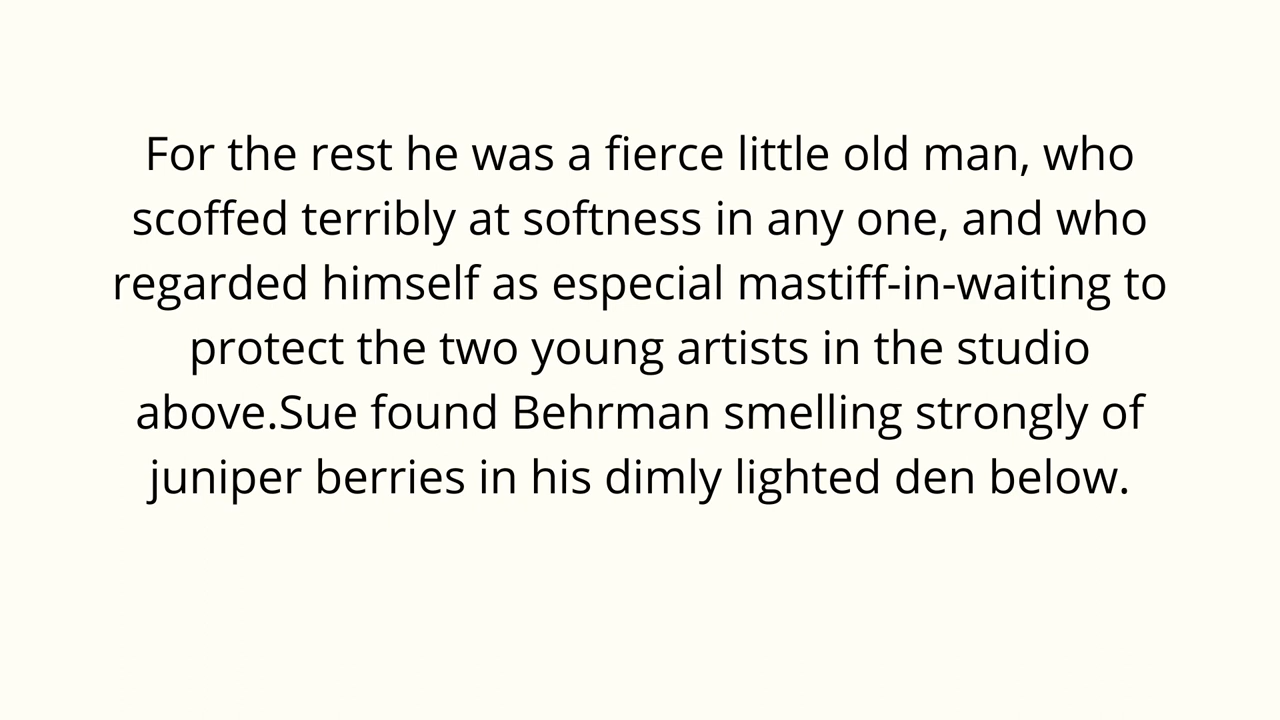 For the rest he was a fierce little old man, who
scoffed terribly at softness in any one, and who
regarded himself as especial mastiff-in-waiting to
protect the two young artists in the studio
above.Sue found Behrman smelling strongly of
juniper berries in his dimly lighted den below.